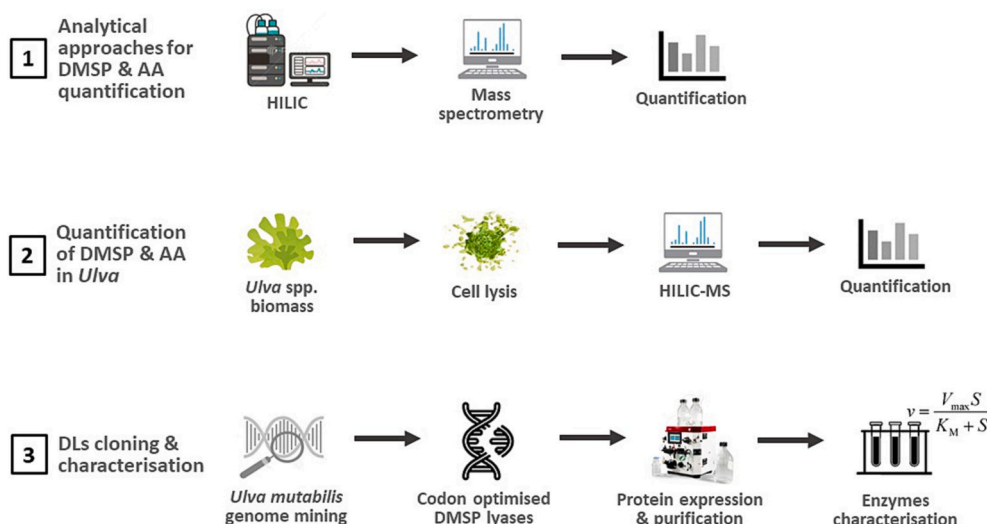 1
Analytical
approaches for
DMSP & AA
quantification
HILIC
Mass
spectrometry
Quantification
2
Quantification
of DMSP & AA
in Ulva
Ulva spp.
biomass
Cell lysis
HILIC-MS
Quantification
3
DLs cloning &
characterisation
Ulva mutabilis
genome mining
Codon optimised
DMSP lyases
Protein expression
& purification
v = VmaxS / KM + S
Enzymes
characterisation